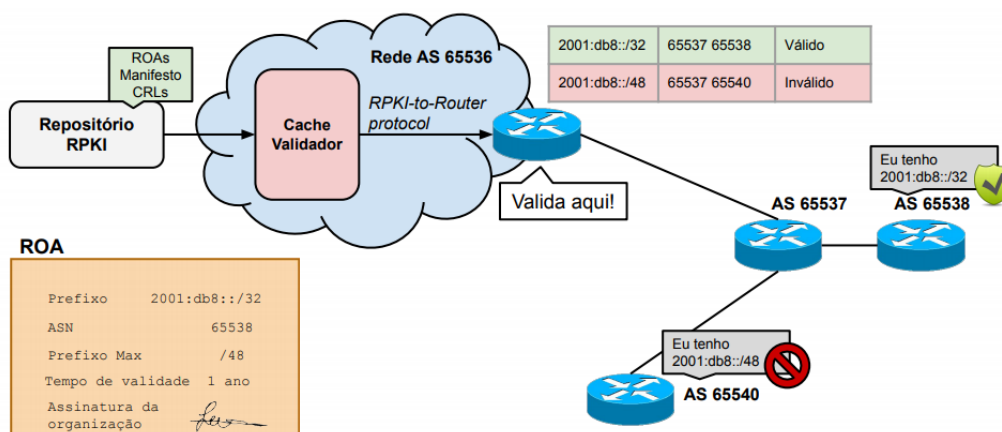 ROAs
Manifesto
CRLs
Repositório
RPKI
Rede AS 65536
Cache
Validador
RPKI-to-Router
protocol
Valida aqui!
2001:db8::/32 65537 65538 Válido
2001:db8::/48 65537 65540 Inválido
Eu tenho
2001:db8::/32
AS 65537
AS 65538
Eu tenho
2001:db8::/48
AS 65540
ROA
Prefixo 2001:db8::/32
ASN 65538
Prefixo Max /48
Tempo de validade 1 ano
Assinatura da
organização